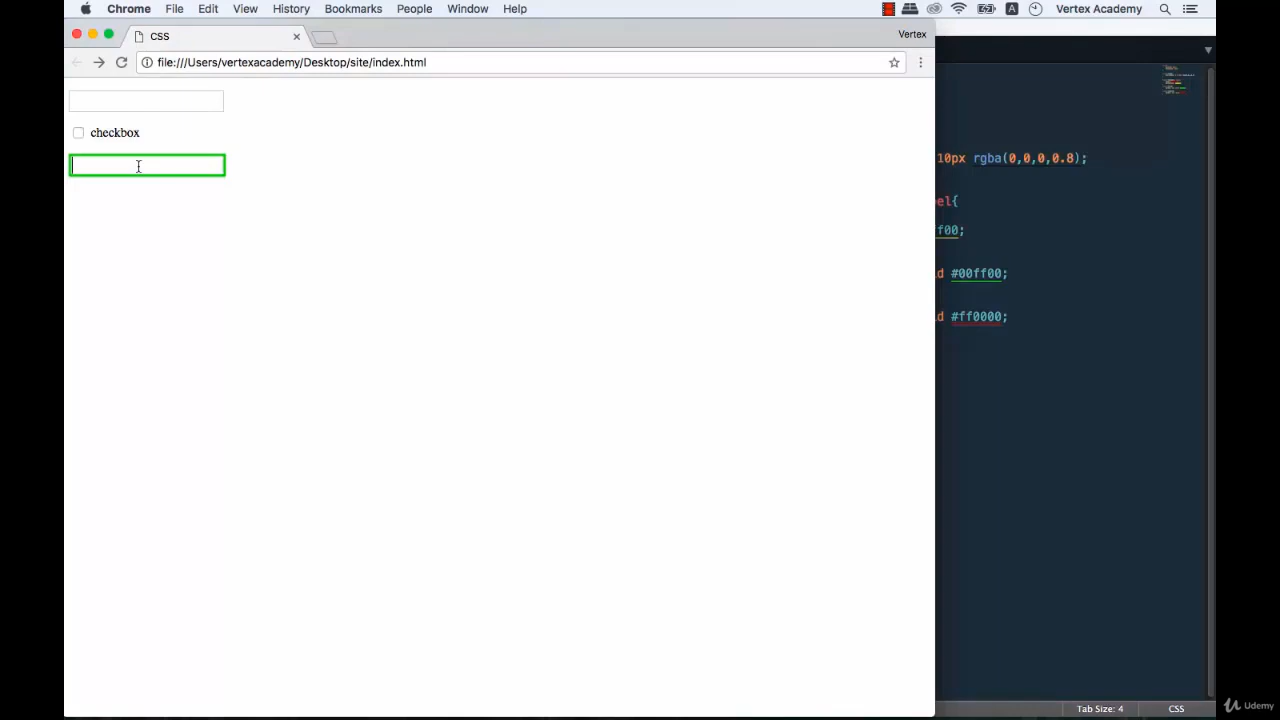 Chrome File Edit View History Bookmarks People Window Help A Vertex Academy
CSS Vertex
file:///Users/vertexacademy/Desktop/site/index.html
checkbox
10px rgba(0,0,0,0.8);
el{
f00;
d #00ff00;
d #ff0000;
Tab Size: 4 CSS
Udemy